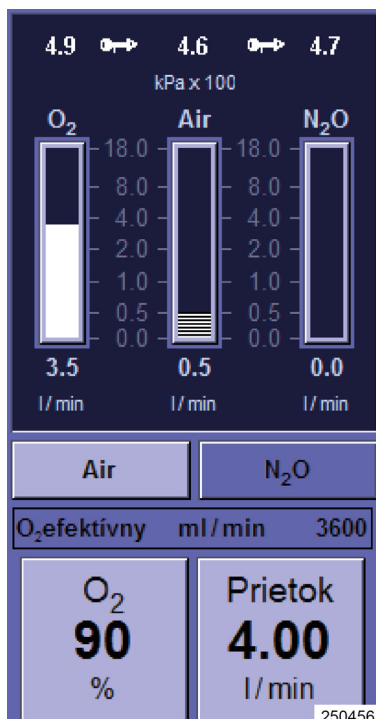 4.9 4.6 4.7
kPa x 100
O₂ Air N₂O
18.0 18.0
8.0 8.0
4.0 4.0
2.0 2.0
1.0 1.0
0.5 0.5
0.0 0.0
3.5 0.5 0.0
l/min l/min l/min
Air N₂O
O₂efektívny ml/min 3600
O₂ Prietok
90 4.00
% l/min
250456